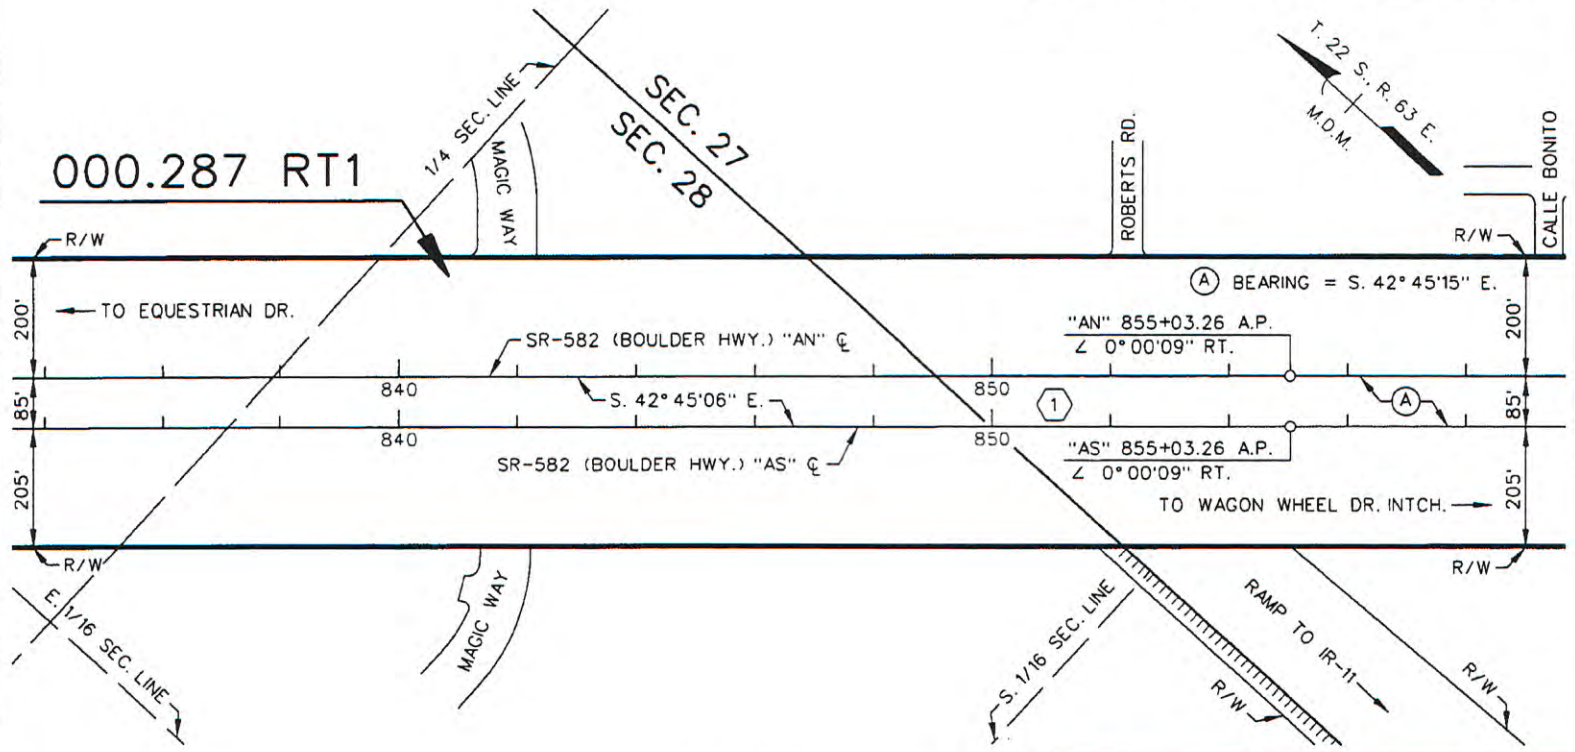 T. 22 S., R. 63 E.
M.D.M.
SEC. 27
SEC. 28
1/4 SEC. LINE
MAGIC WAY
ROBERTS RD.
CALLE BONITO
000.287 RT1
R/W
R/W
Ⓐ BEARING = S. 42° 45'15" E.
200'
TO EQUESTRIAN DR.
200'
"AN" 855+03.26 A.P.
∠ 0° 00'09" RT.
SR-582 (BOULDER HWY.) "AN" ℄
840
850
85'
S. 42° 45'06" E.
1
A
85'
840
850
"AS" 855+03.26 A.P.
∠ 0° 00'09" RT.
SR-582 (BOULDER HWY.) "AS" ℄
205'
TO WAGON WHEEL DR. INTCH.
205'
R/W
R/W
E. 1/16 SEC. LINE
MAGIC WAY
S. 1/16 SEC. LINE
RAMP TO IR-11
R/W
R/W